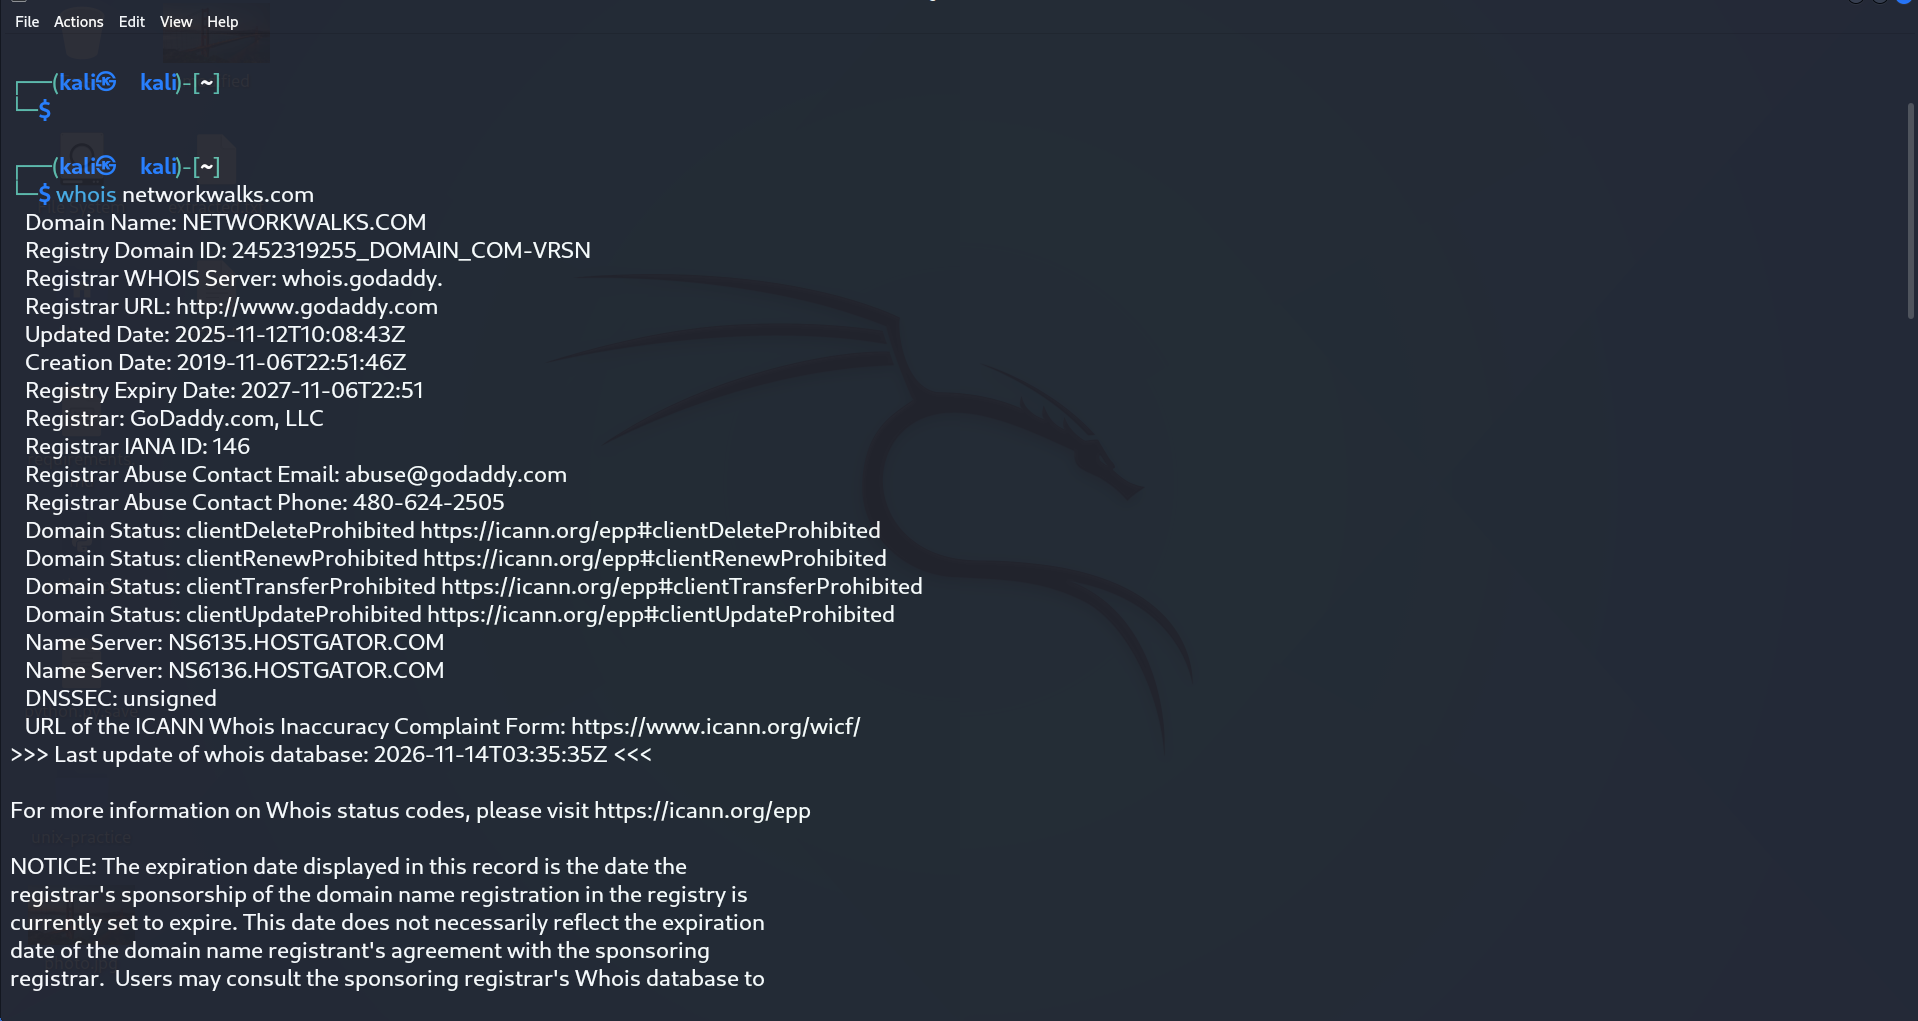 File Actions Edit View Help
┌──(kali㉿ kali)-[~]
└─$
┌──(kali㉿ kali)-[~]
└─$ whois networkwalks.com
Domain Name: NETWORKWALKS.COM
Registry Domain ID: 2452319255_DOMAIN_COM-VRSN
Registrar WHOIS Server: whois.godaddy.
Registrar URL: http://www.godaddy.com
Updated Date: 2025-11-12T10:08:43Z
Creation Date: 2019-11-06T22:51:46Z
Registry Expiry Date: 2027-11-06T22:51
Registrar: GoDaddy.com, LLC
Registrar IANA ID: 146
Registrar Abuse Contact Email: abuse@godaddy.com
Registrar Abuse Contact Phone: 480-624-2505
Domain Status: clientDeleteProhibited https://icann.org/epp#clientDeleteProhibited
Domain Status: clientRenewProhibited https://icann.org/epp#clientRenewProhibited
Domain Status: clientTransferProhibited https://icann.org/epp#clientTransferProhibited
Domain Status: clientUpdateProhibited https://icann.org/epp#clientUpdateProhibited
Name Server: NS6135.HOSTGATOR.COM
Name Server: NS6136.HOSTGATOR.COM
DNSSEC: unsigned
URL of the ICANN Whois Inaccuracy Complaint Form: https://www.icann.org/wicf/
>>> Last update of whois database: 2026-11-14T03:35:35Z <<<
For more information on Whois status codes, please visit https://icann.org/epp
unix-practice
NOTICE: The expiration date displayed in this record is the date the
registrar's sponsorship of the domain name registration in the registry is
currently set to expire. This date does not necessarily reflect the expiration
date of the domain name registrant's agreement with the sponsoring
registrar. Users may consult the sponsoring registrar's Whois database to